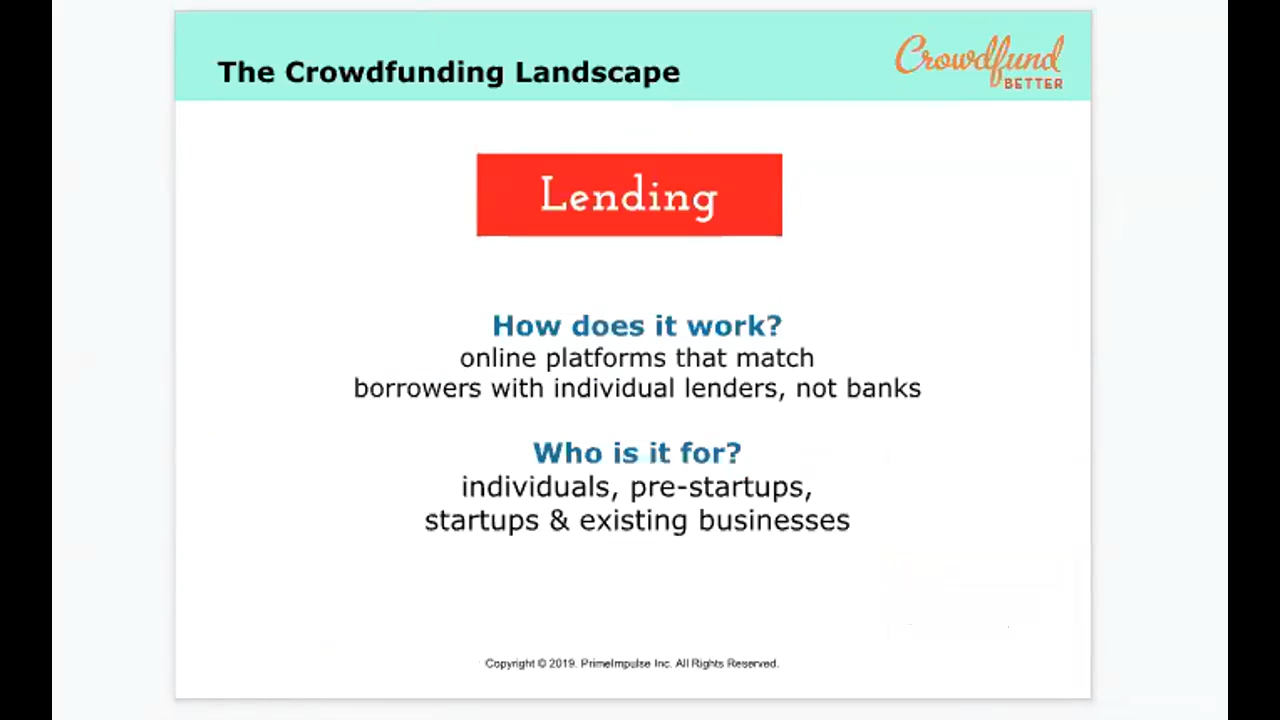 The Crowdfunding Landscape
Crowdfund
BETTER
Lending
How does it work?
online platforms that match
borrowers with individual lenders, not banks
Who is it for?
individuals, pre-startups,
startups & existing businesses
Copyright © 2019. PrimeImpulse Inc. All Rights Reserved.